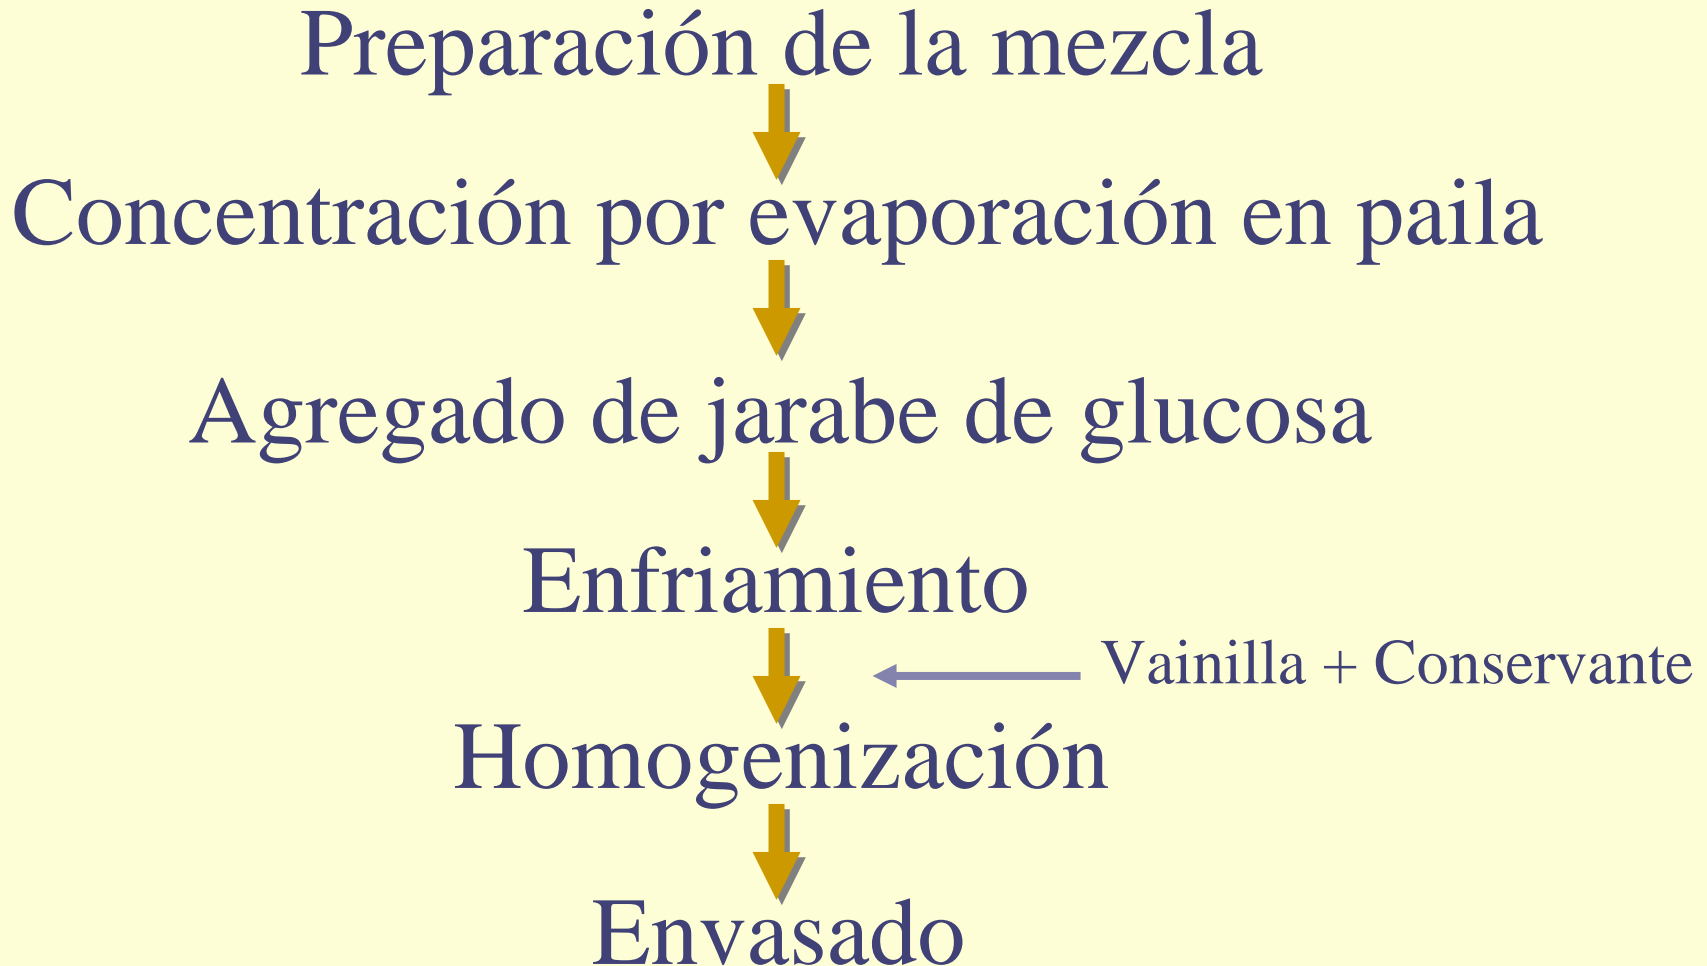 Preparación de la mezcla
Concentración por evaporación en paila
Agregado de jarabe de glucosa
Enfriamiento
Vainilla + Conservante
Homogenización
Envasado